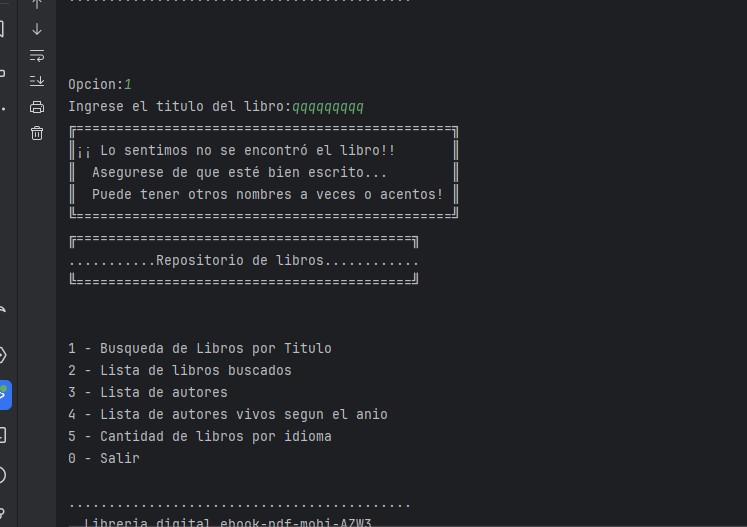 Opcion:1
Ingrese el titulo del libro:qqqqqqqqq
╔===============================================╗
║¡¡ Lo sentimos no se encontró el libro!!       ║
║  Asegurese de que esté bien escrito...        ║
║  Puede tener otros nombres a veces o acentos! ║
╚===============================================╝
╔==========================================╗
...........Repositorio de libros............
╚==========================================╝
1 - Busqueda de Libros por Titulo
2 - Lista de libros buscados
3 - Lista de autores
4 - Lista de autores vivos segun el anio
5 - Cantidad de libros por idioma
0 - Salir
...........................................
Libreria digital ebook-pdf-mobi-AZW3